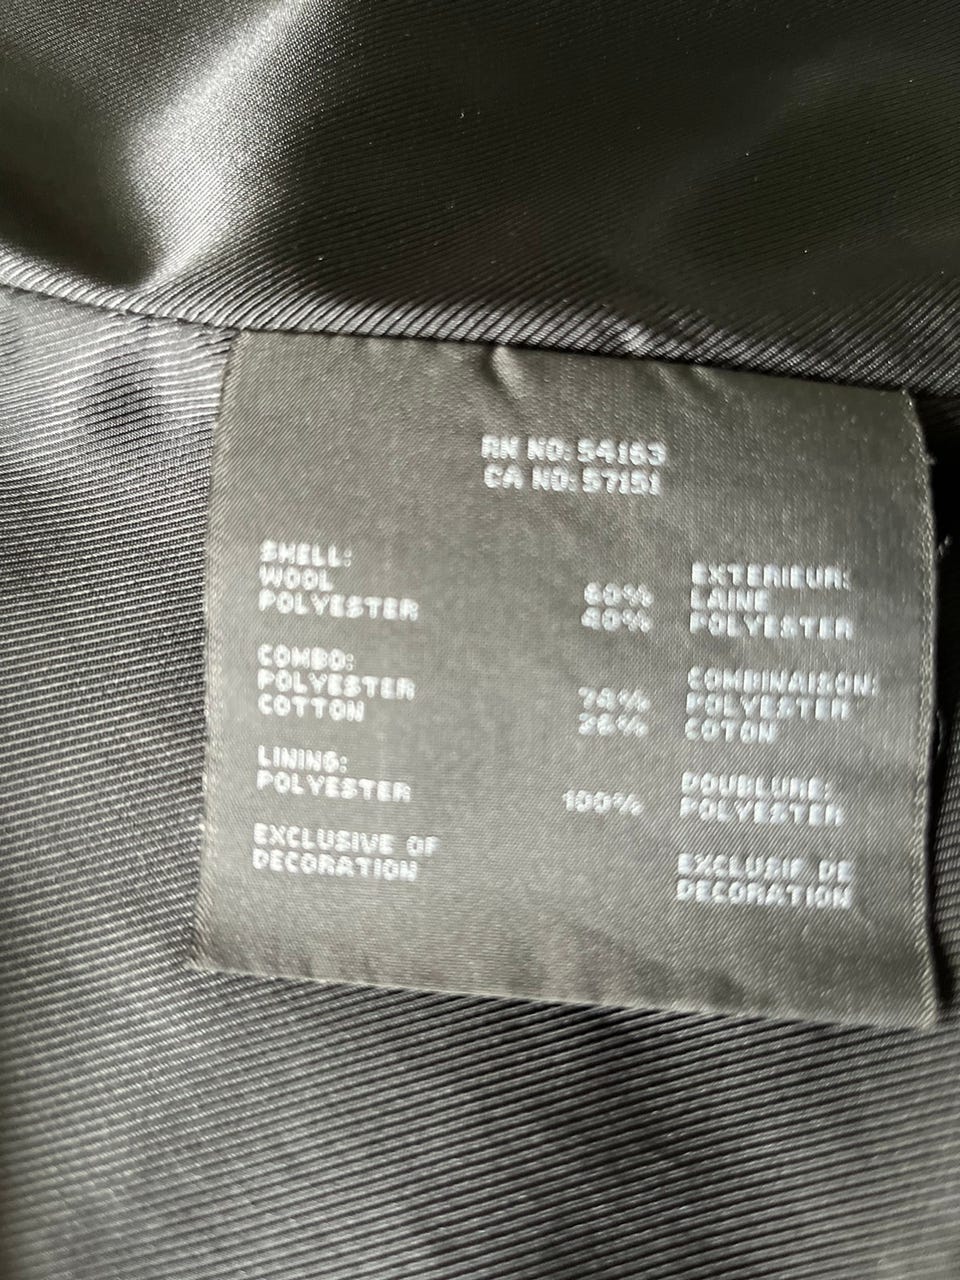 RN NO: 54163
CA NO: 57151
SHELL:
WOOL 60%
POLYESTER 40%
COMBO:
POLYESTER 74%
COTTON 26%
LINING:
POLYESTER 100%
EXCLUSIVE OF
DECORATION
EXTERIEUR:
LAINE
POLYESTER
COMBINAISON:
POLYESTER
COTON
DOUBLURE:
POLYESTER
EXCLUSIF DE
DECORATION